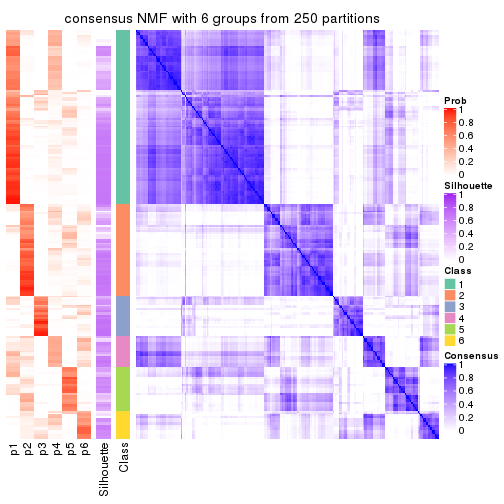 consensus NMF with 6 groups from 250 partitions
Prob
1
0.8
0.6
0.4
0.2
0
Silhouette
1
0.8
0.6
0.4
0.2
0
Class
1
2
3
4
5
6
Consensus
1
0.8
0.6
0.4
0.2
0
p1
p2
p3
p4
p5
p6
Silhouette
Class